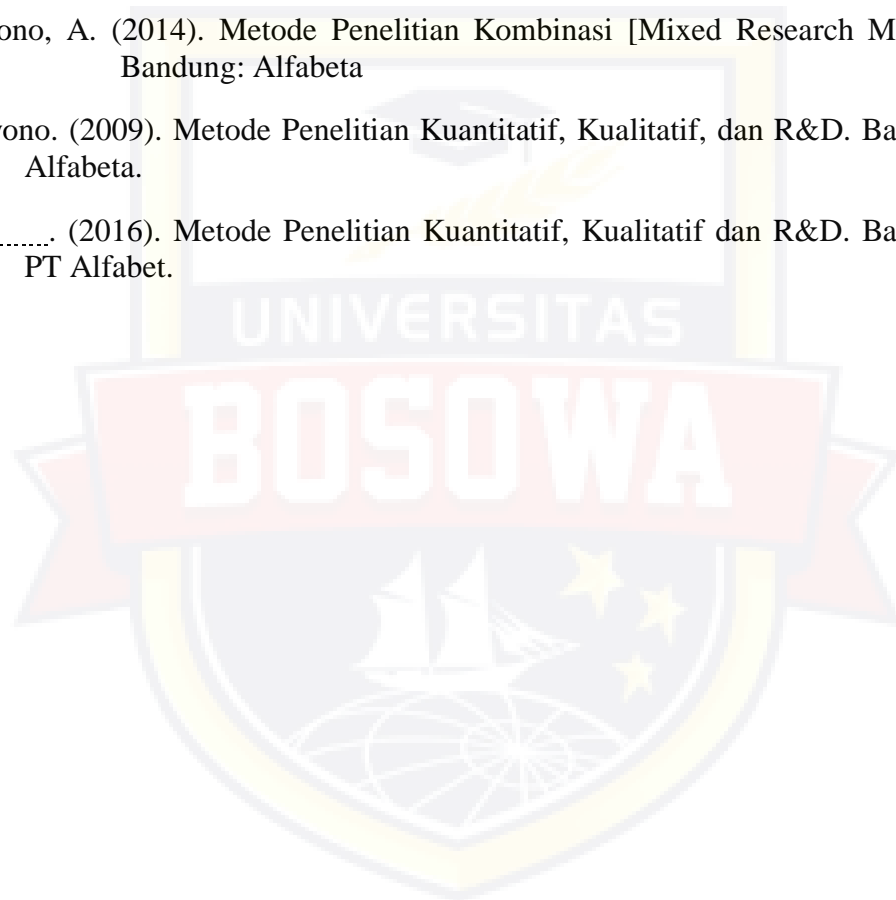 ono, A. (2014). Metode Penelitian Kombinasi [Mixed Research M
Bandung: Alfabeta
ono. (2009). Metode Penelitian Kuantitatif, Kualitatif, dan R&D. Ba
Alfabeta.
........ (2016). Metode Penelitian Kuantitatif, Kualitatif dan R&D. Ba
PT Alfabet.
UNIVERSITAS
BOSOWA